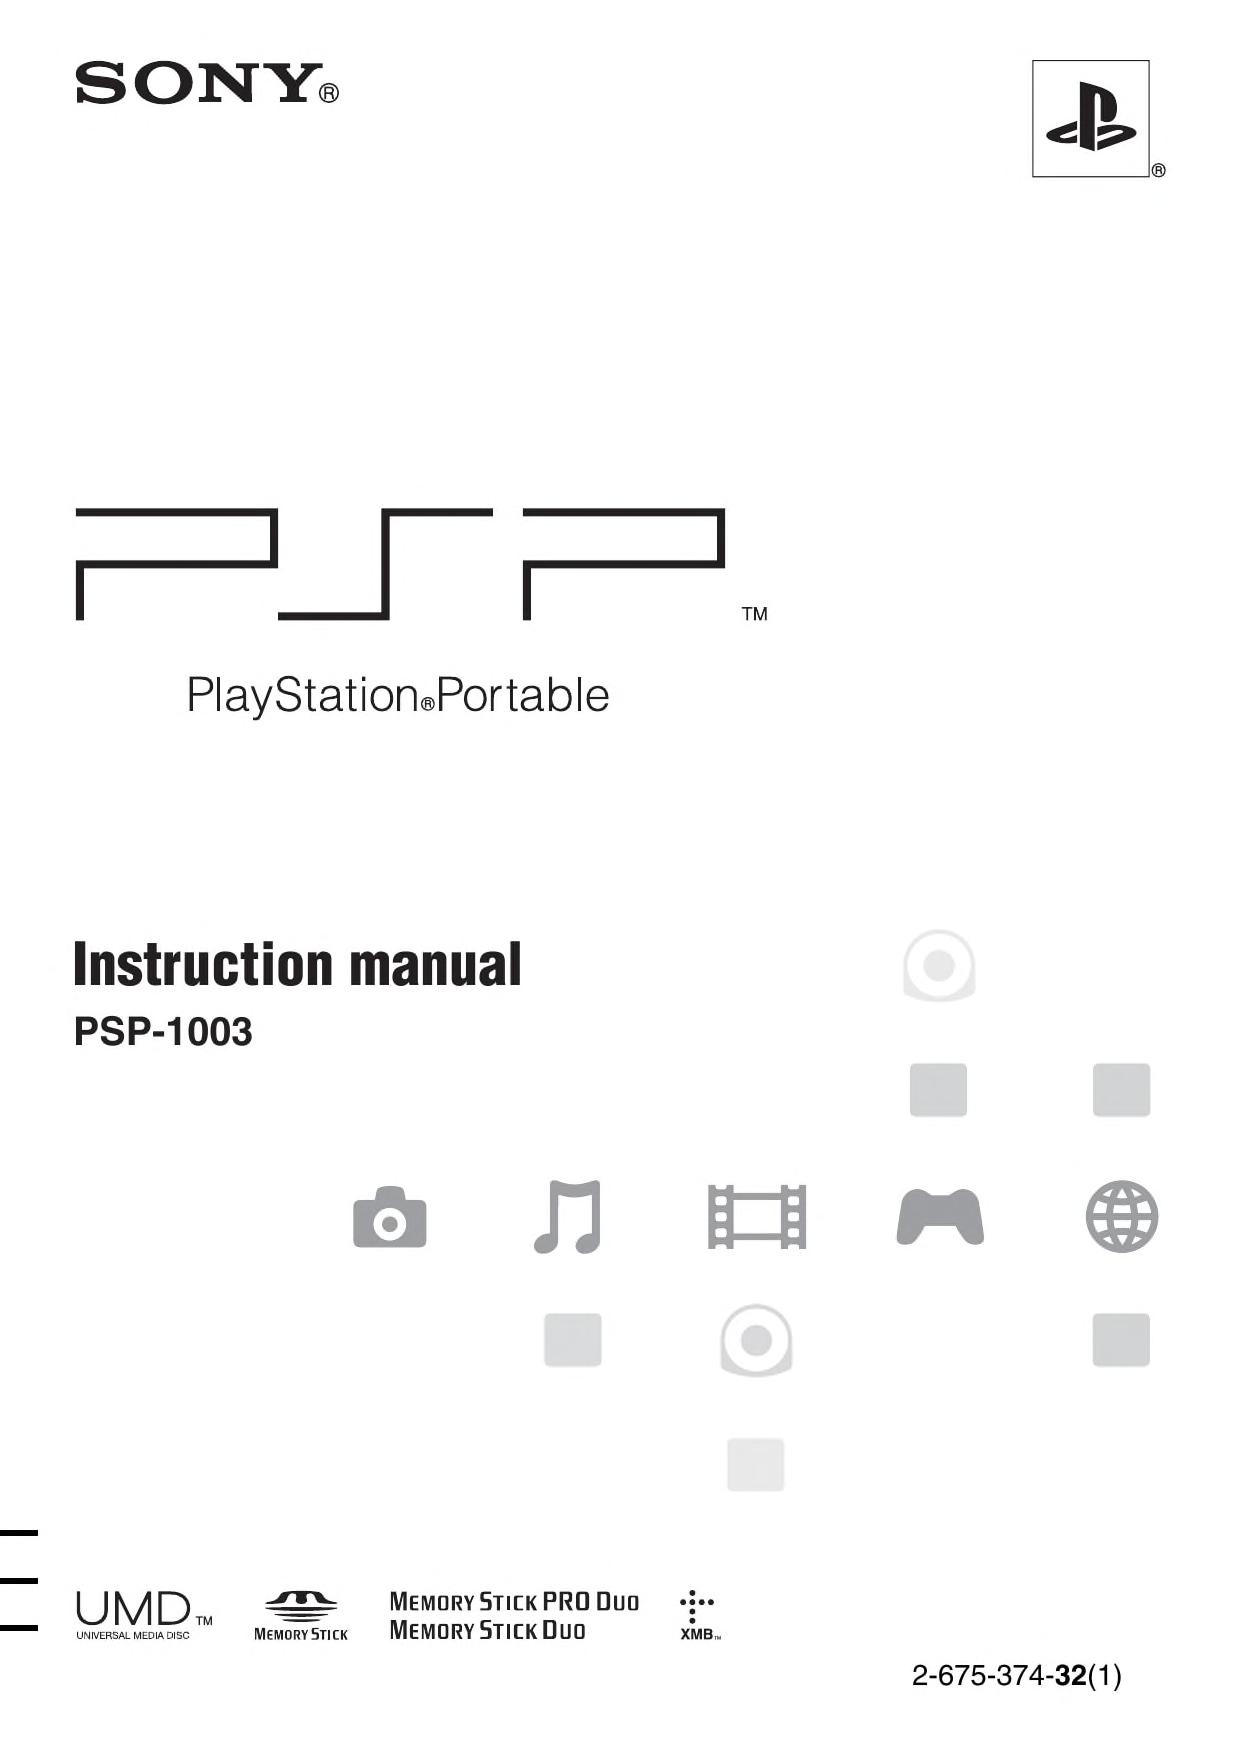 SONY®
®
PSP™
PlayStation®Portable
Instruction manual
PSP-1003
UMD™
UNIVERSAL MEDIA DISC
MEMORY STICK
MEMORY STICK PRO DUO
MEMORY STICK DUO
XMB™
2-675-374-32(1)